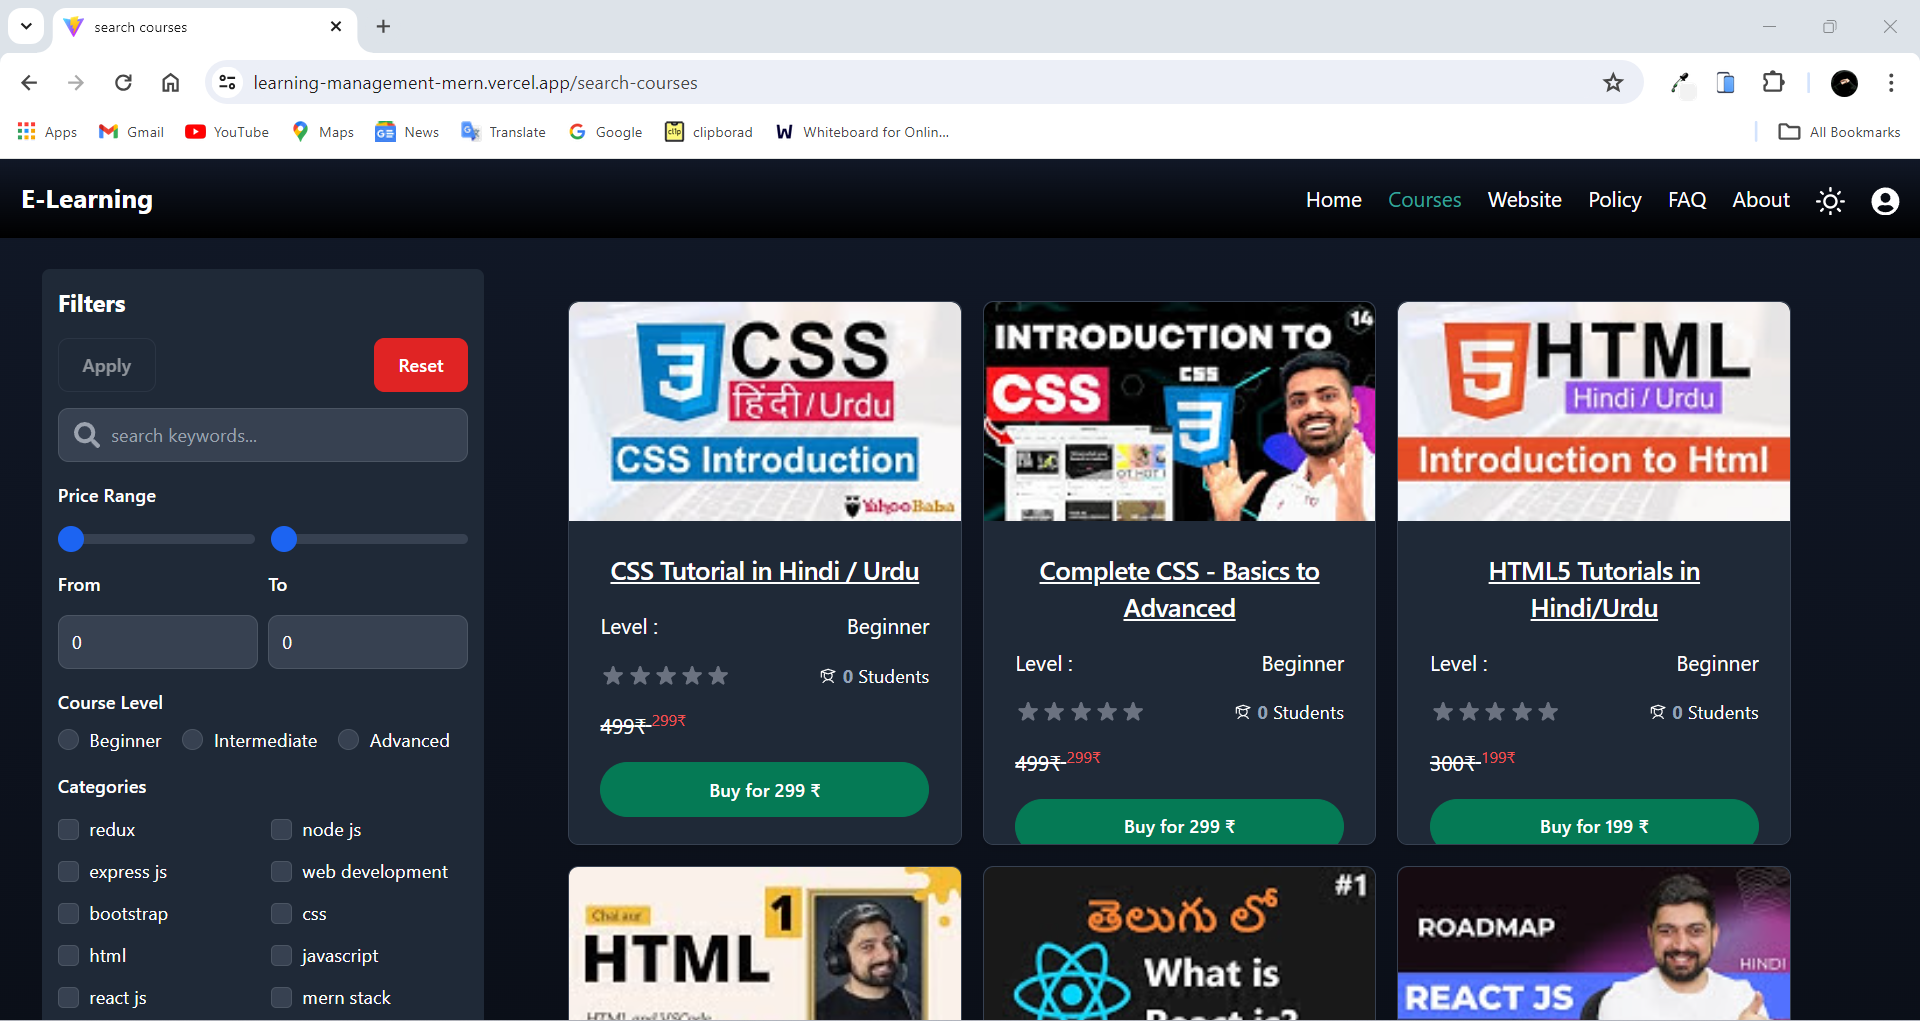 search courses
learning-management-mern.vercel.app/search-courses
Apps
Gmail
YouTube
Maps
News
Translate
Google
clipborad
Whiteboard for Onlin...
All Bookmarks
E-Learning
Home
Courses
Website
Policy
FAQ
About
Filters
Apply
Reset
search keywords...
Price Range
From
To
0
0
Course Level
Beginner
Intermediate
Advanced
Categories
redux
node js
express js
web development
bootstrap
css
html
javascript
react js
mern stack
3 CSS
हिंदी / Urdu
CSS Introduction
YahooBaba
CSS Tutorial in Hindi / Urdu
Level :
Beginner
0 Students
499₹ 299₹
Buy for 299 ₹
14
INTRODUCTION TO
CSS
CSS
3
Complete CSS - Basics to
Advanced
Level :
Beginner
0 Students
499₹ 299₹
Buy for 299 ₹
5 HTML
Hindi / Urdu
Introduction to Html
HTML5 Tutorials in
Hindi/Urdu
Level :
Beginner
0 Students
300₹ 199₹
Buy for 199 ₹
Chai aur
1
HTML
HTML and VSCode
#1
తెలుగు లో
What is
React js?
ROADMAP
HINDI
REACT JS